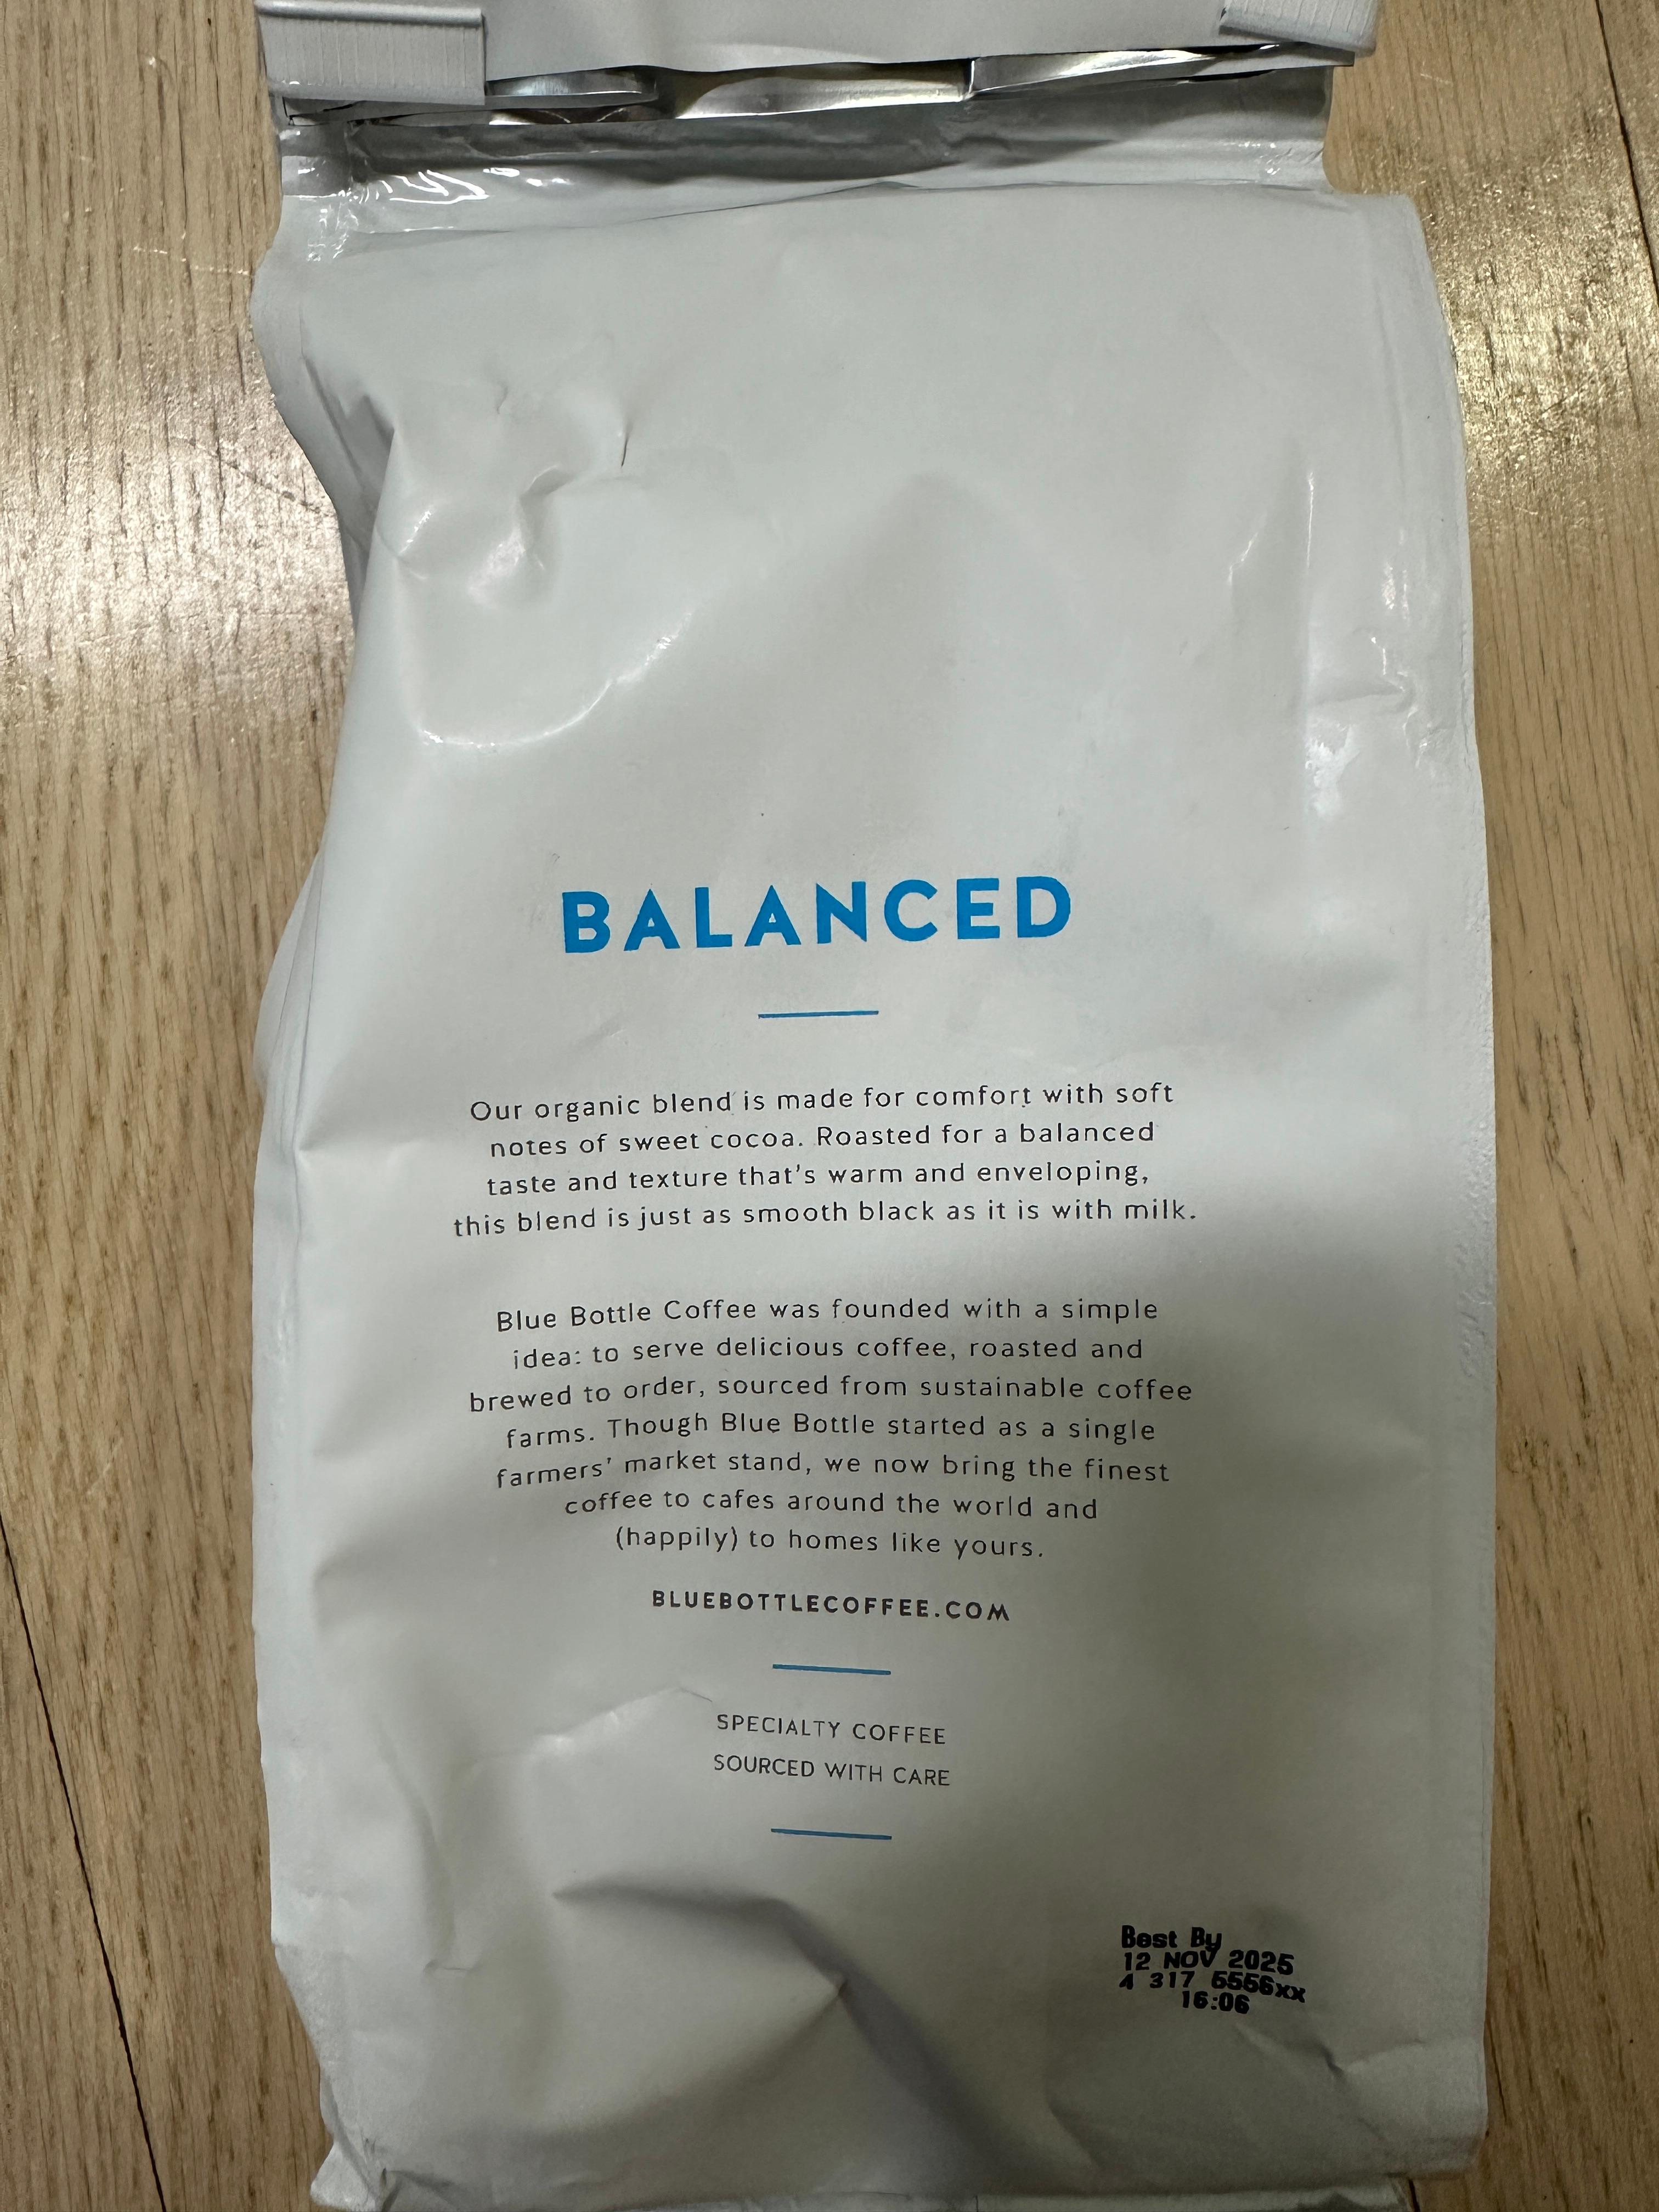 BALANCED
Our organic blend is made for comfort with soft
notes of sweet cocoa. Roasted for a balanced
taste and texture that's warm and enveloping,
this blend is just as smooth black as it is with milk.
Blue Bottle Coffee was founded with a simple
idea: to serve delicious coffee, roasted and
brewed to order, sourced from sustainable coffee
farms. Though Blue Bottle started as a single
farmers' market stand, we now bring the finest
coffee to cafes around the world and
(happily) to homes like yours.
BLUEBOTTLECOFFEE.COM
SPECIALTY COFFEE
SOURCED WITH CARE
Best By
12 NOV 2025
4 317 5556xx
16:06